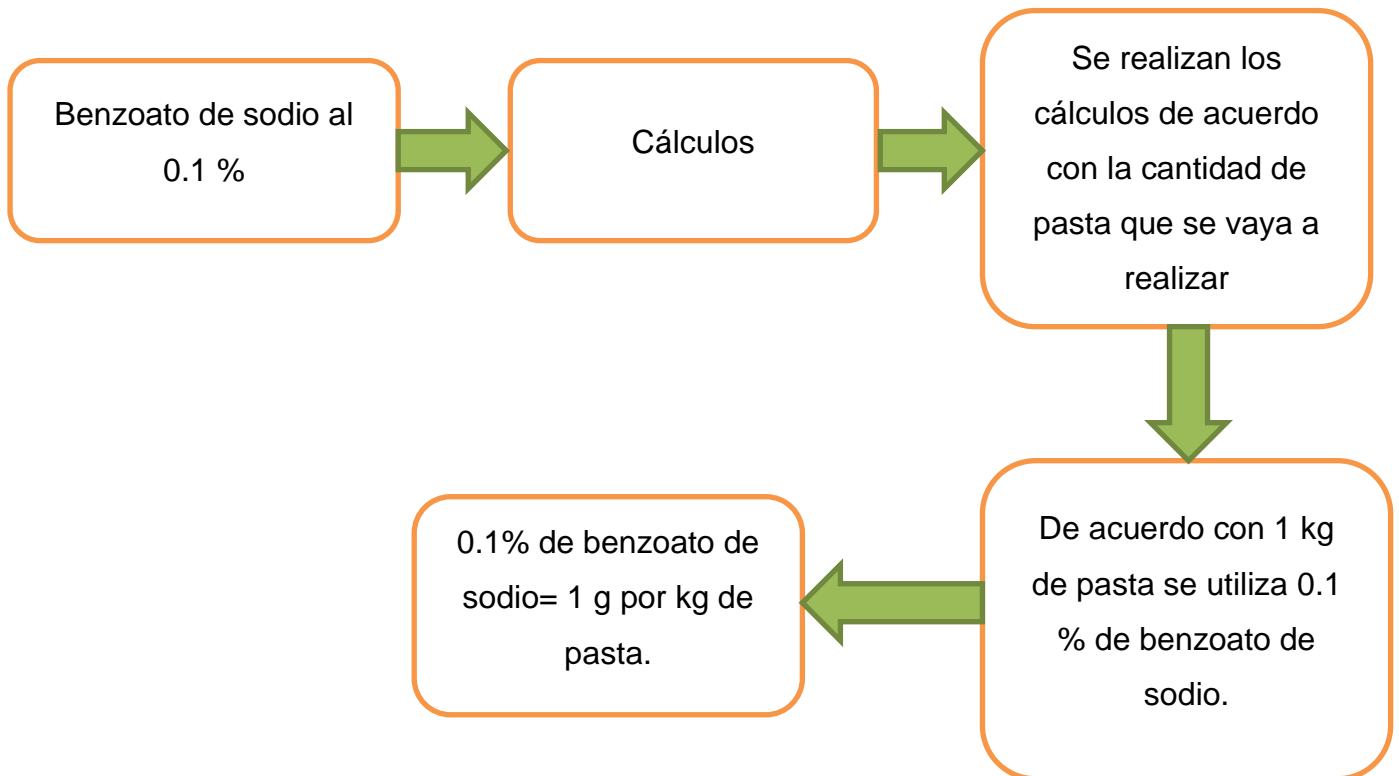 Benzoato de sodio al
0.1 %
Cálculos
Se realizan los
cálculos de acuerdo
con la cantidad de
pasta que se vaya a
realizar
De acuerdo con 1 kg
de pasta se utiliza 0.1
% de benzoato de
sodio.
0.1% de benzoato de
sodio= 1 g por kg de
pasta.